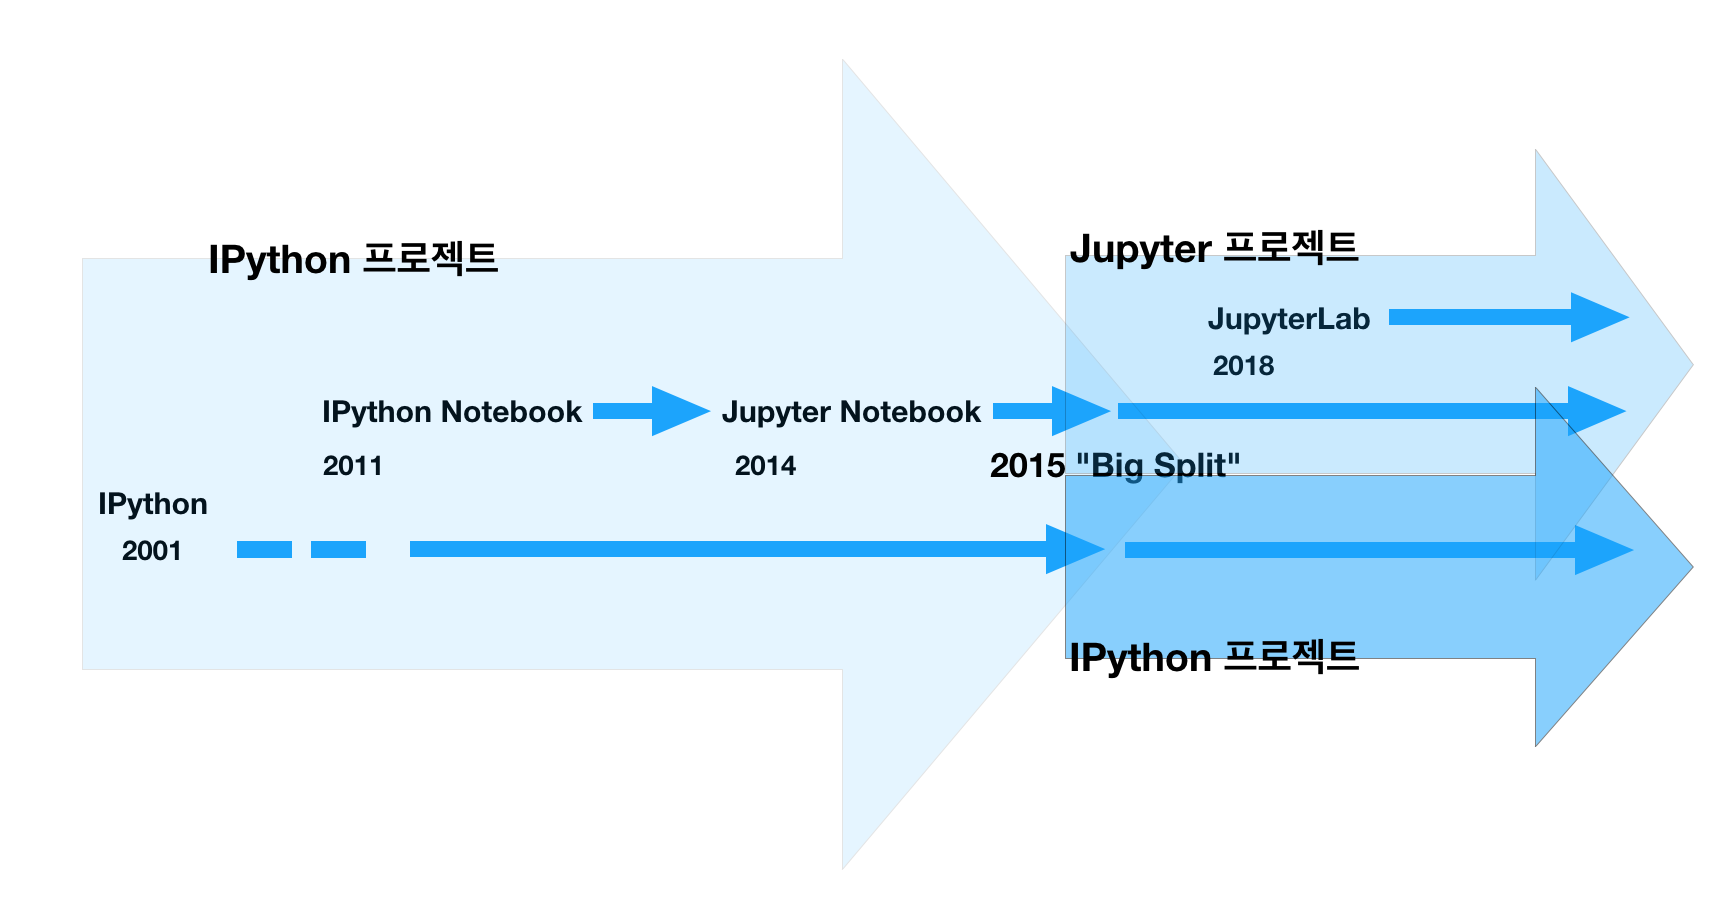 IPython 프로젝트
Jupyter 프로젝트
JupyterLab
2018
IPython Notebook
Jupyter Notebook
2011
2014
2015 "Big Split"
IPython
2001
IPython 프로젝트